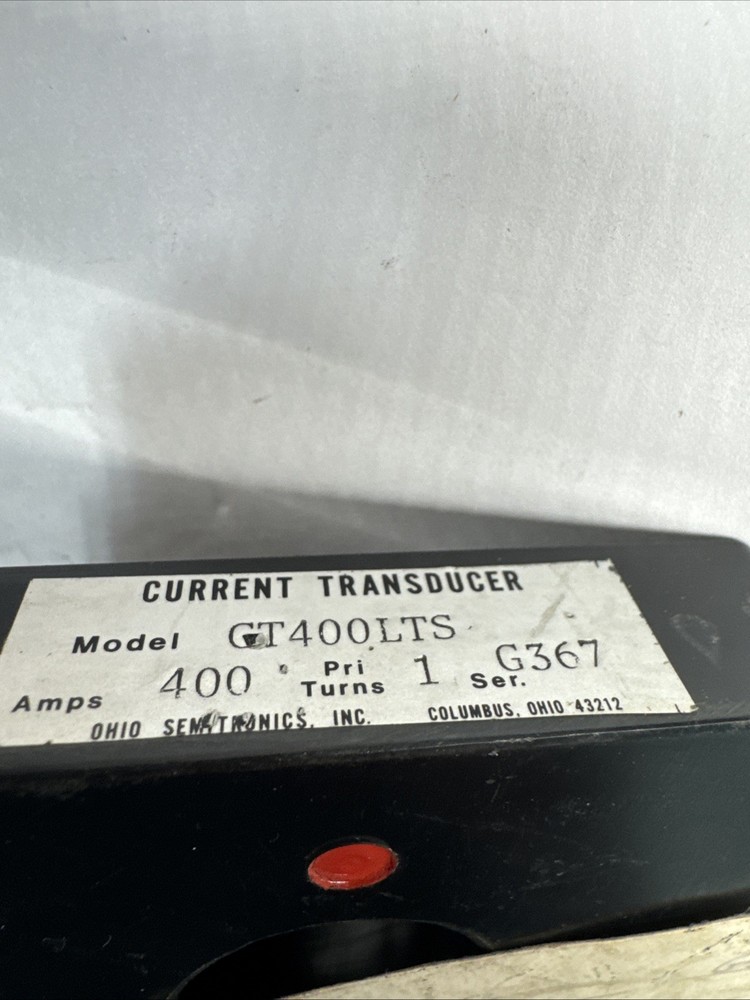 CURRENT TRANSDUCER
Model CT400LTS
Amps 400 Pri Turns 1 Ser. G367
OHIO SEMITRONICS, INC. COLUMBUS, OHIO 43212